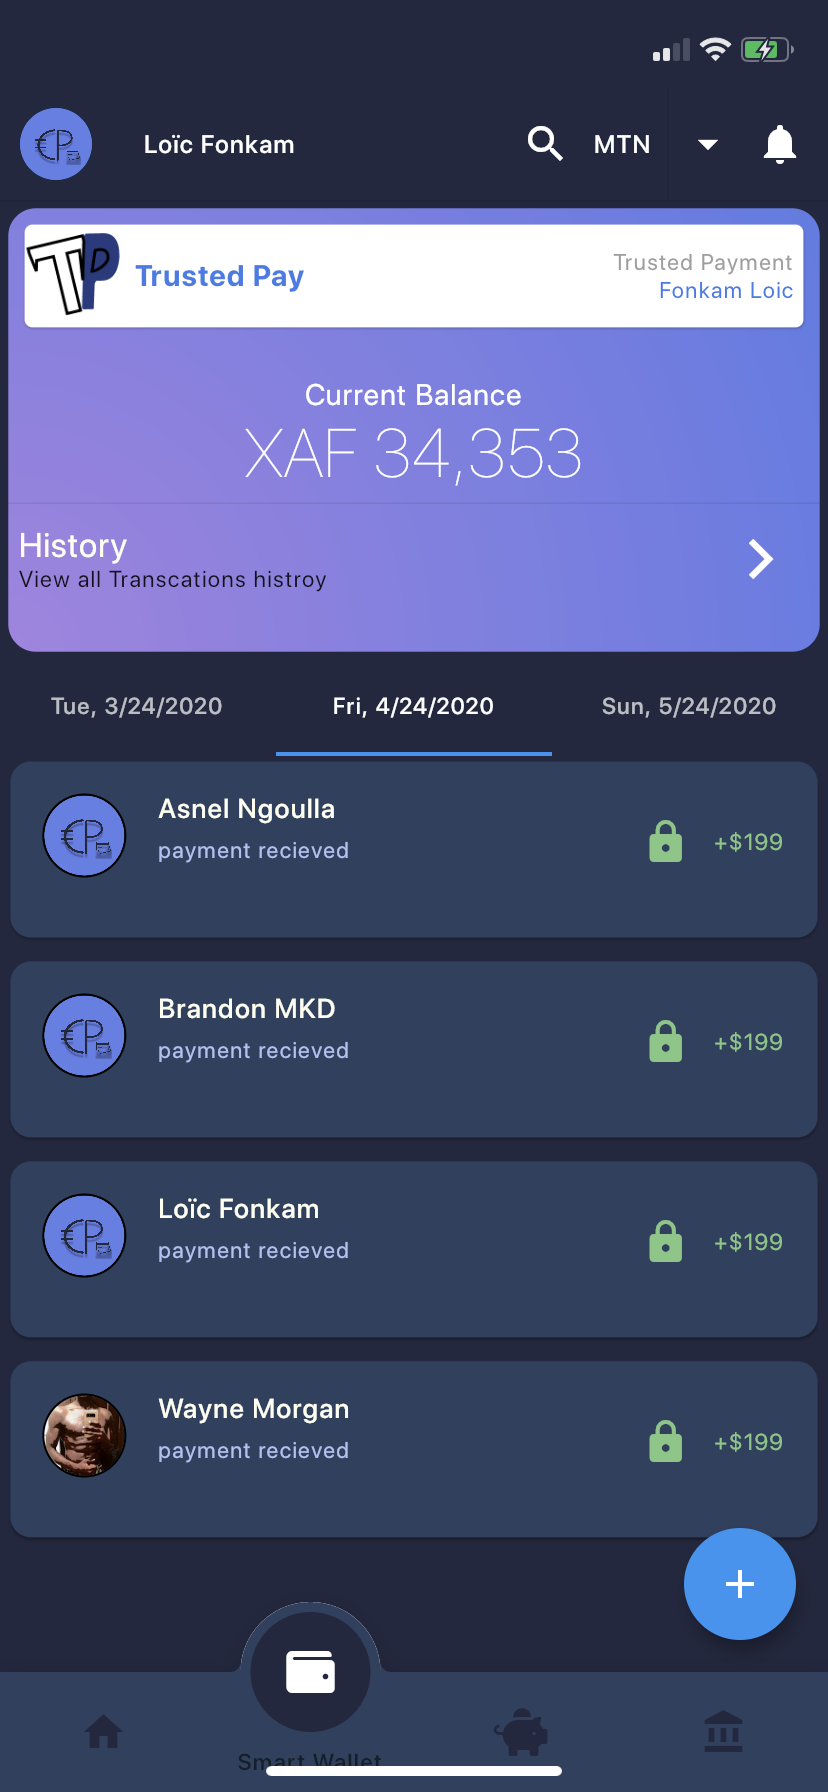 Loïc Fonkam
MTN
TP
Trusted Pay
Trusted Payment
Fonkam Loic
Current Balance
XAF 34,353
History
View all Transcations histroy
Tue, 3/24/2020
Fri, 4/24/2020
Sun, 5/24/2020
Asnel Ngoulla
payment recieved
+$199
Brandon MKD
payment recieved
+$199
Loïc Fonkam
payment recieved
+$199
Wayne Morgan
payment recieved
+$199
Smart Wallet